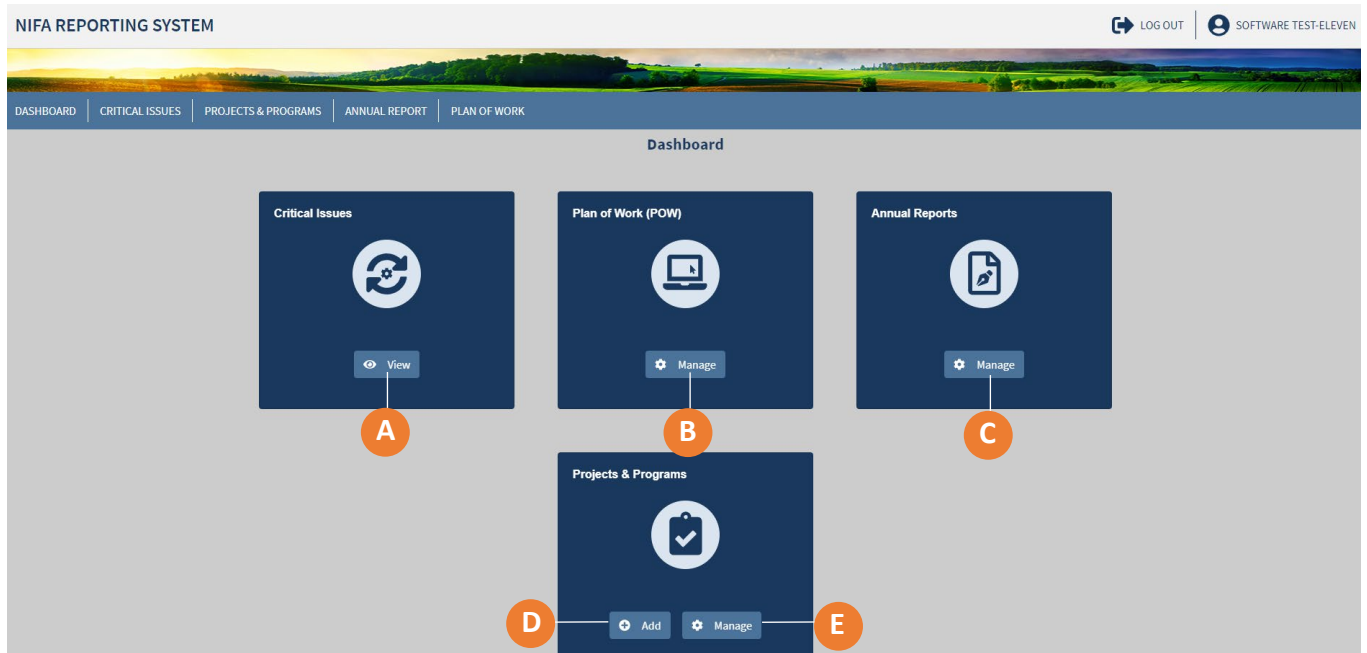 NIFA REPORTING SYSTEM
LOG OUT
SOFTWARE TEST-ELEVEN
DASHBOARD
CRITICAL ISSUES
PROJECTS & PROGRAMS
ANNUAL REPORT
PLAN OF WORK
Dashboard
Critical Issues
View
A
Plan of Work (POW)
Manage
B
Annual Reports
Manage
C
Projects & Programs
D
Add
Manage
E